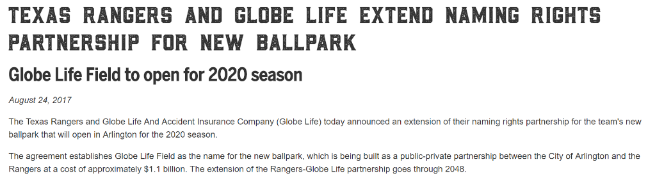 TEXAS RANGERS AND GLOBE LIFE EXTEND NAMING RIGHTS
PARTNERSHIP FOR NEW BALLPARK
Globe Life Field to open for 2020 season
August 24, 2017
The Texas Rangers and Globe Life And Accident Insurance Company (Globe Life) today announced an extension of their naming rights partnership for the team's new
ballpark that will open in Arlington for the 2020 season.
The agreement establishes Globe Life Field as the name for the new ballpark, which is being built as a public-private partnership between the City of Arlington and the
Rangers at a cost of approximately $1.1 billion. The extension of the Rangers-Globe Life partnership goes through 2048.